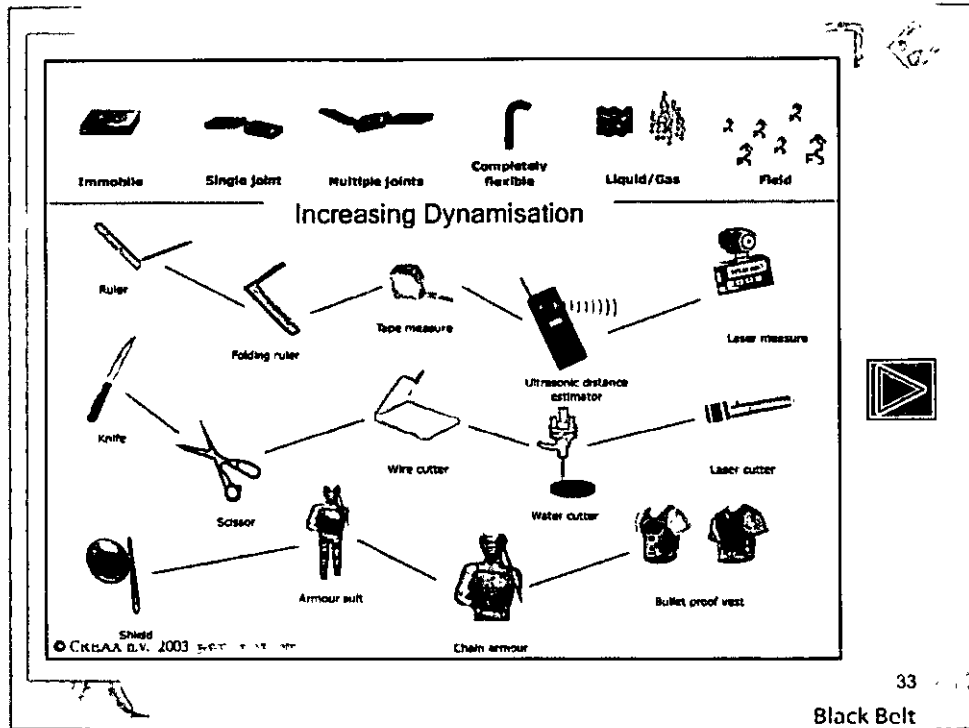 Immobile
Single joint
Multiple joints
Completely
flexible
Liquid/Gas
Field
Increasing Dynamisation
Ruler
Folding ruler
Tape measure
Ultrasonic distance
estimator
Laser measure
Knife
Scissor
Wire cutter
Water cutter
Laser cutter
Shield
Armour suit
Chain armour
Bullet proof vest
© CREAX n.v. 2003
33
Black Belt